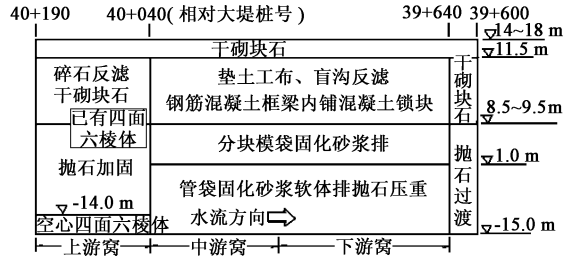 40+190 40+040(相对大堤桩号) 39+640 39+600
14~18 m
干砌块石
11.5 m
碎石反滤
干砌块石
垫土工布、盲沟反滤
钢筋混凝土框梁内铺混凝土锁块
干砌块石
已有四面
六棱体
8.5~9.5m
分块模袋固化砂浆排
抛石加固
1.0 m
抛石过渡
管袋固化砂浆软体排抛石压重
-14.0 m
水流方向
空心四面六棱体
-15.0 m
上游窝 中游窝 下游窝